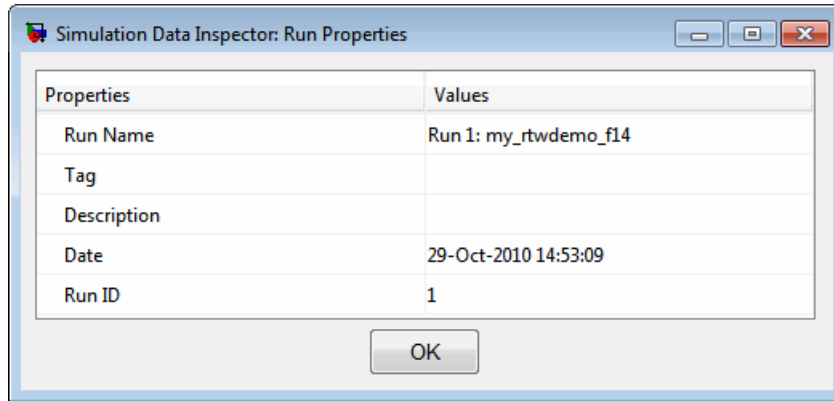 Simulation Data Inspector: Run Properties
Properties Values
Run Name Run 1: my_rtwdemo_f14
Tag
Description
Date 29-Oct-2010 14:53:09
Run ID 1
OK